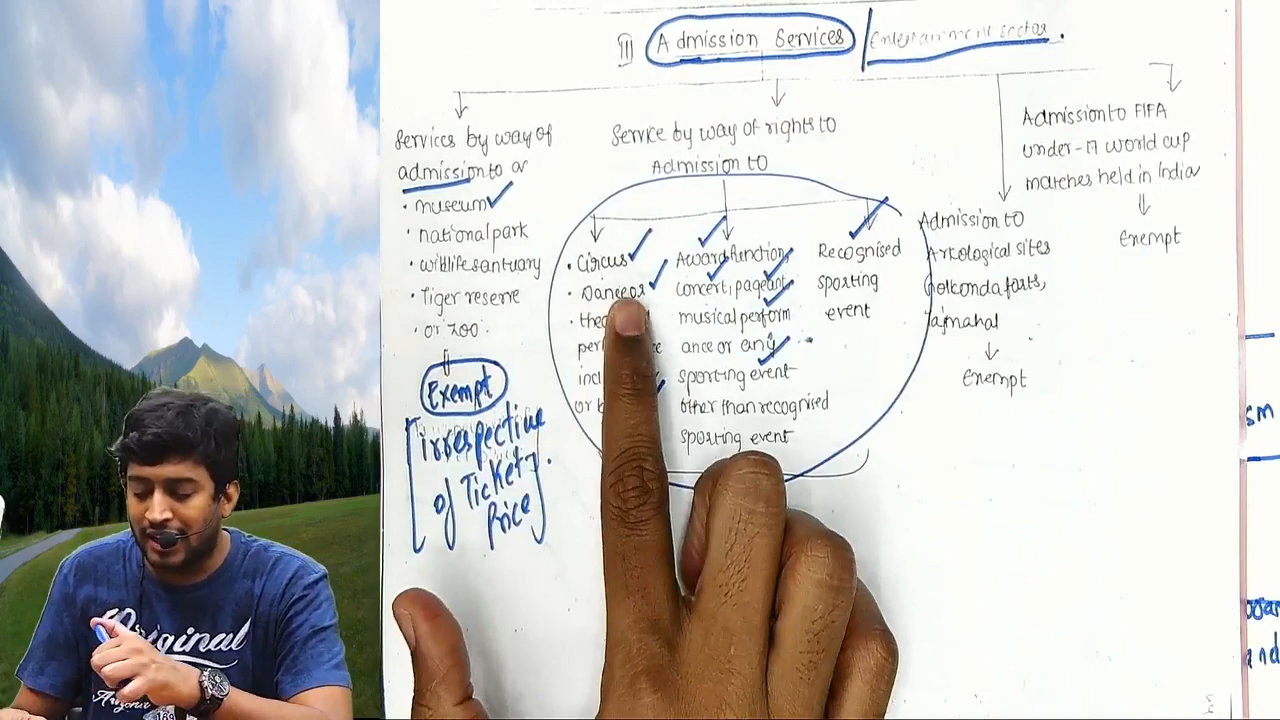 II) Admission Services
Entertainment sector.
Services by way of
admission to a
• museum
• national park
• wildlife santuary
• Tiger reserve
• or zoo.
Exempt
[irrespective
of Ticket
Price]
Service by way of rights to
Admission to
• Circus
• Dance or
Award function,
concert, pageant,
musical perform
ance or any
sporting event
other than recognised
sporting event
Recognised
sporting
event
Admission to
Arkological sites
Golkonda forts,
Tajmahal
Exempt
Admission to FIFA
under-17 world cup
matches held in India
Exempt
Original